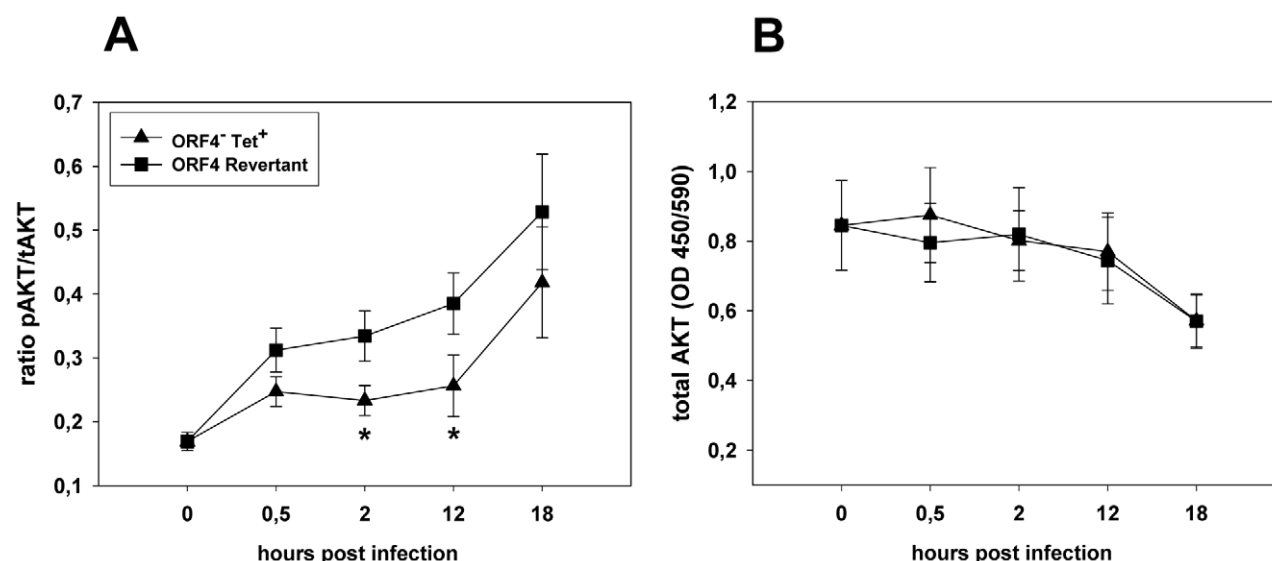 A
ratio pAKT/tAKT
0,7
0,6
0,5
0,4
0,3
0,2
0,1
ORF4⁻ Tet⁺
ORF4 Revertant
*
*
0 0,5 2 12 18
hours post infection
B
total AKT (OD 450/590)
1,2
1,0
0,8
0,6
0,4
0,2
0 0,5 2 12 18
hours post infection